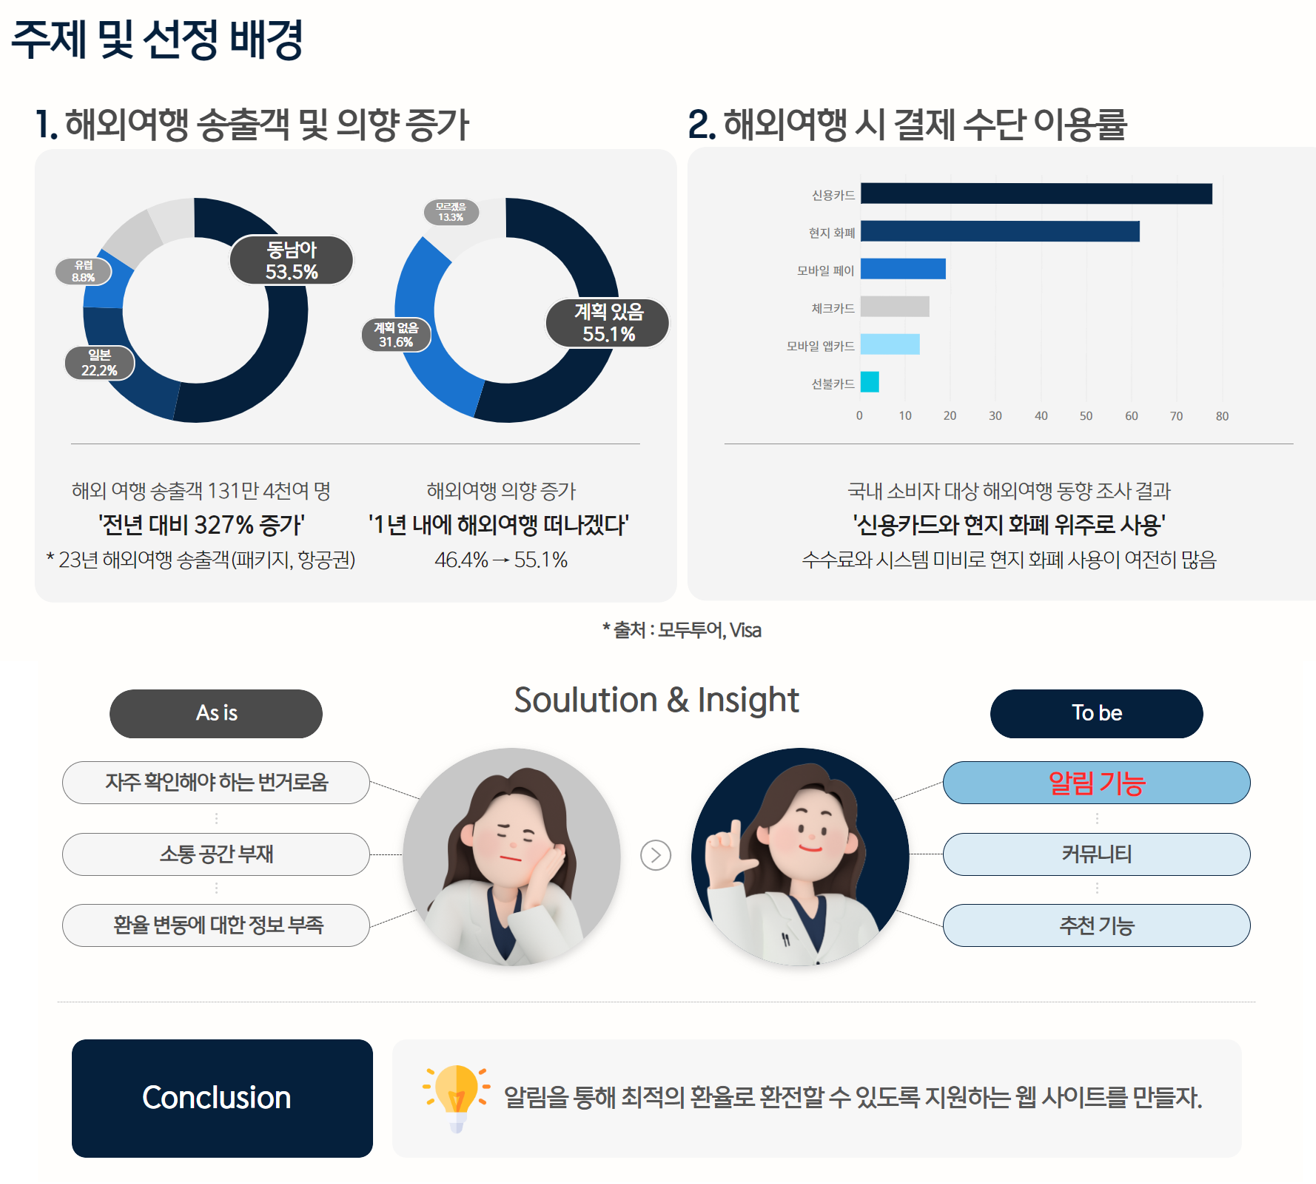 주제 및 선정 배경
1. 해외여행 송출객 및 의향 증가
동남아
53.5%
유럽
8.8%
일본
22.2%
모르겠음
13.3%
계획 있음
55.1%
계획 없음
31.6%
해외 여행 송출객 131만 4천여 명
'전년 대비 327% 증가'
* 23년 해외여행 송출객(패키지, 항공권)
해외여행 의향 증가
'1년 내에 해외여행 떠나겠다'
46.4% → 55.1%
2. 해외여행 시 결제 수단 이용률
신용카드
현지 화폐
모바일 페이
체크카드
모바일 앱카드
선불카드
0 10 20 30 40 50 60 70 80
국내 소비자 대상 해외여행 동향 조사 결과
'신용카드와 현지 화폐 위주로 사용'
수수료와 시스템 미비로 현지 화폐 사용이 여전히 많음
* 출처 : 모두투어, Visa
Soulution & Insight
As is
자주 확인해야 하는 번거로움
소통 공간 부재
환율 변동에 대한 정보 부족
To be
알림 기능
커뮤니티
추천 기능
Conclusion
알림을 통해 최적의 환율로 환전할 수 있도록 지원하는 웹 사이트를 만들자.